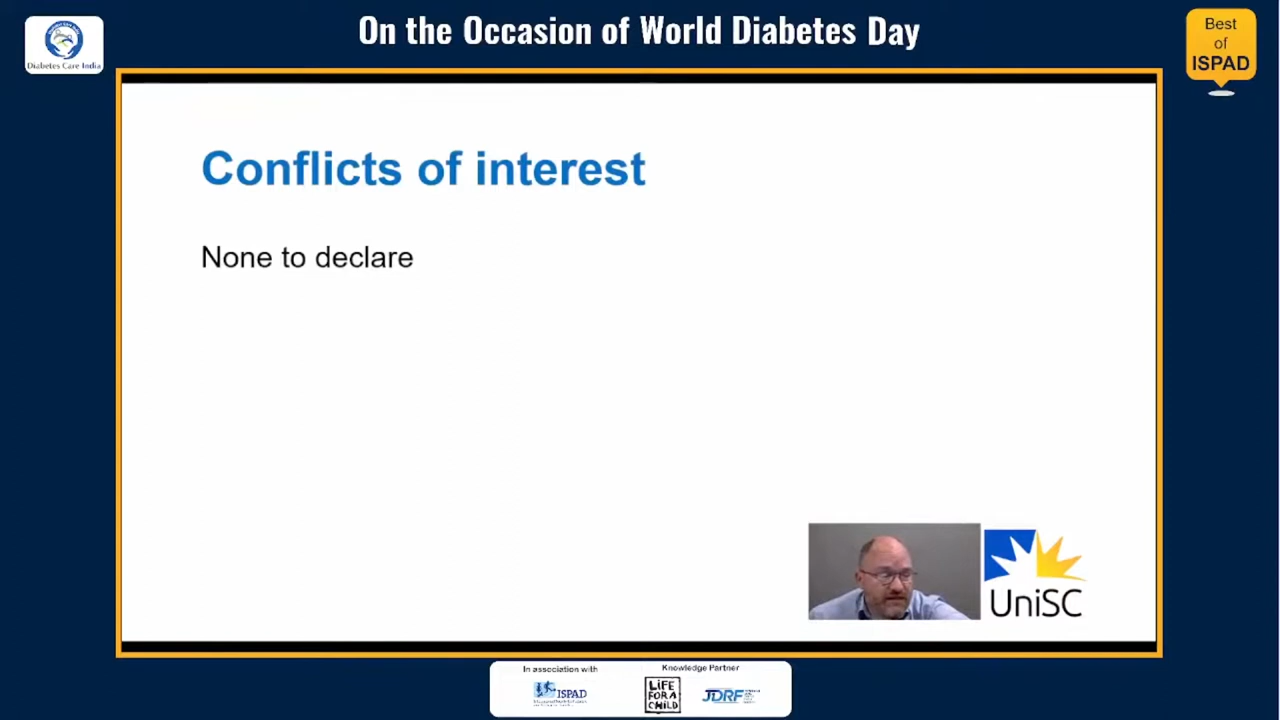 On the Occasion of World Diabetes Day
Diabetes Care India
Best
of
ISPAD
Conflicts of interest
None to declare
UniSC
In association with
Knowledge Partner
ISPAD
LiFE
FOR A
CHiLD
JDRF